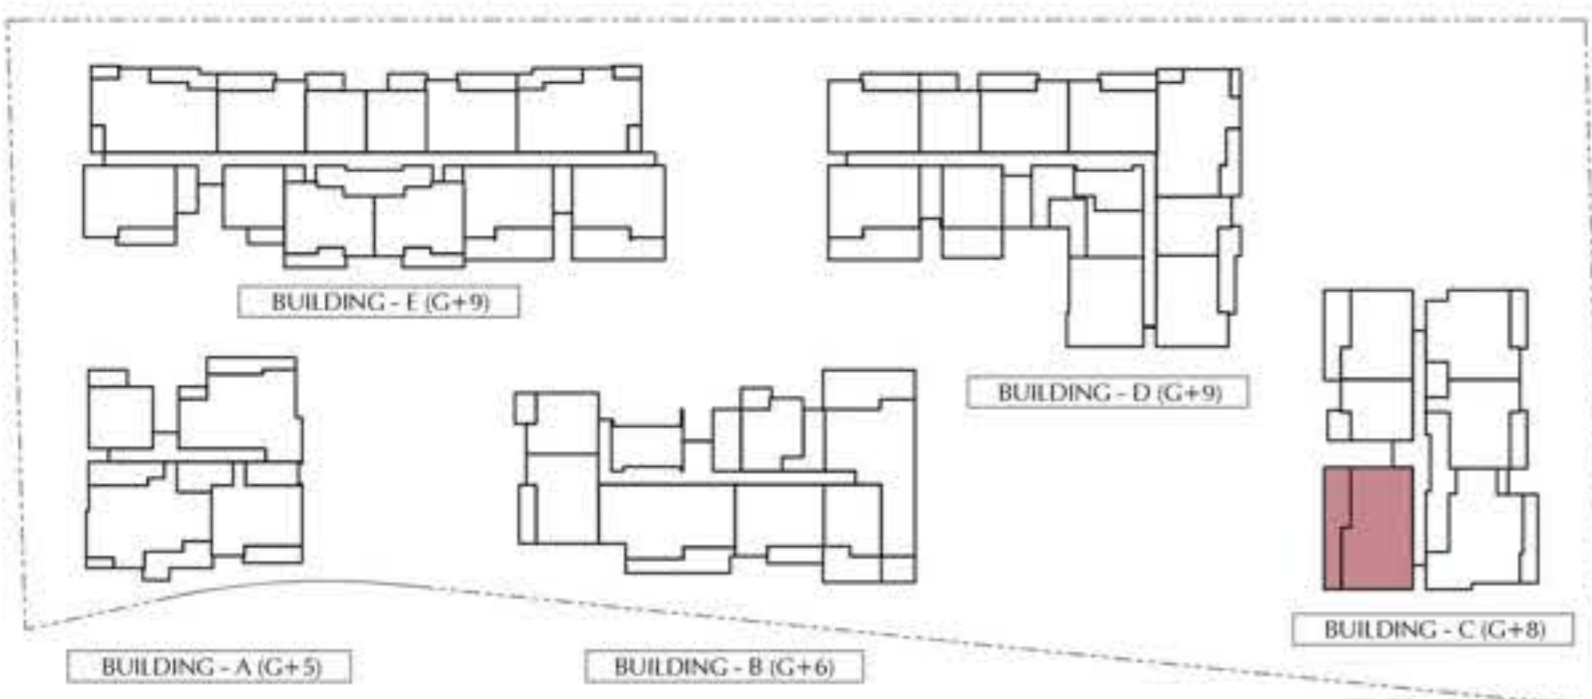 BUILDING - E (G+9)
BUILDING - D (G+9)
BUILDING - C (G+8)
BUILDING - A (G+5)
BUILDING - B (G+6)